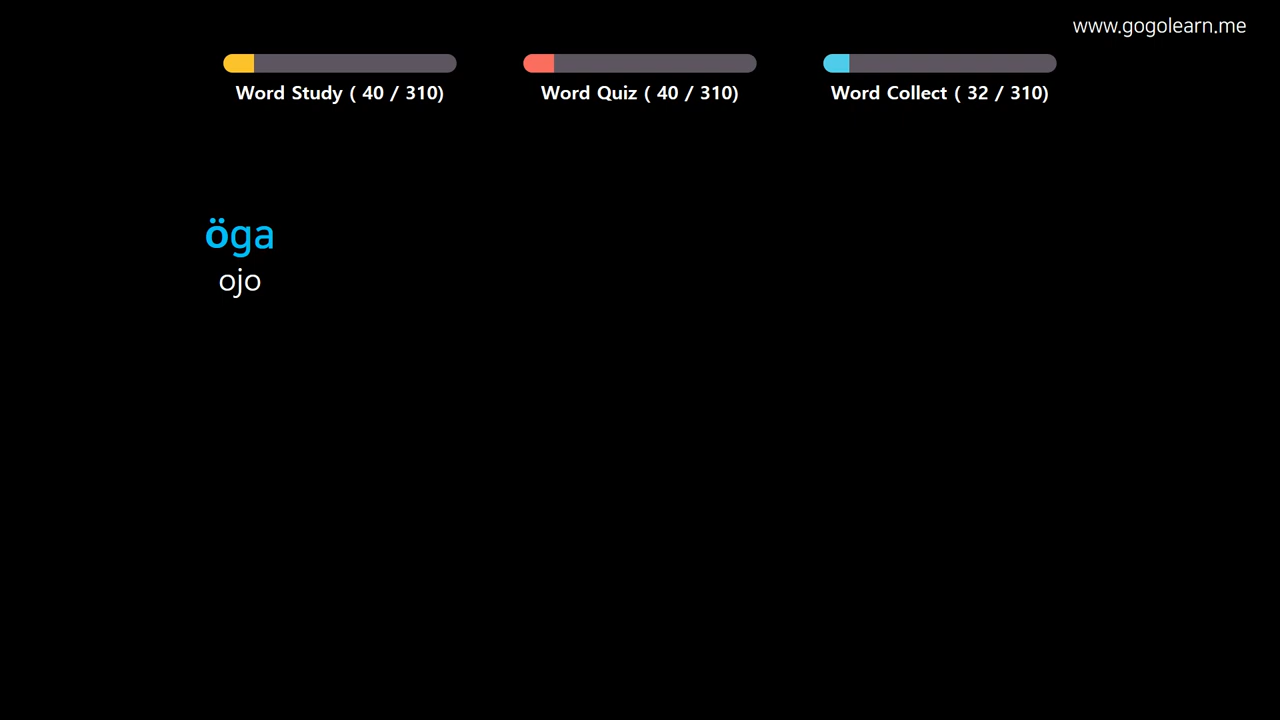 www.gogolearn.me
Word Study ( 40 / 310)
Word Quiz ( 40 / 310)
Word Collect ( 32 / 310)
öga
ojo